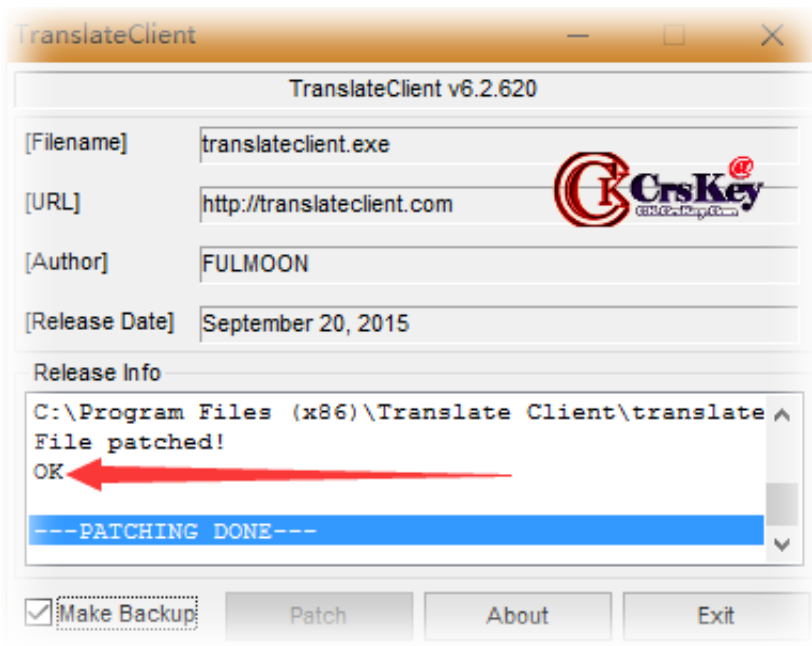 TranslateClient
TranslateClient v6.2.620
[Filename] translateclient.exe
[URL] http://translateclient.com
@
CrsKey
[Author] FULMOON
[Release Date] September 20, 2015
Release Info
C:\Program Files (x86)\Translate Client\translate
File patched!
OK
---PATCHING DONE---
Make Backup Patch About Exit